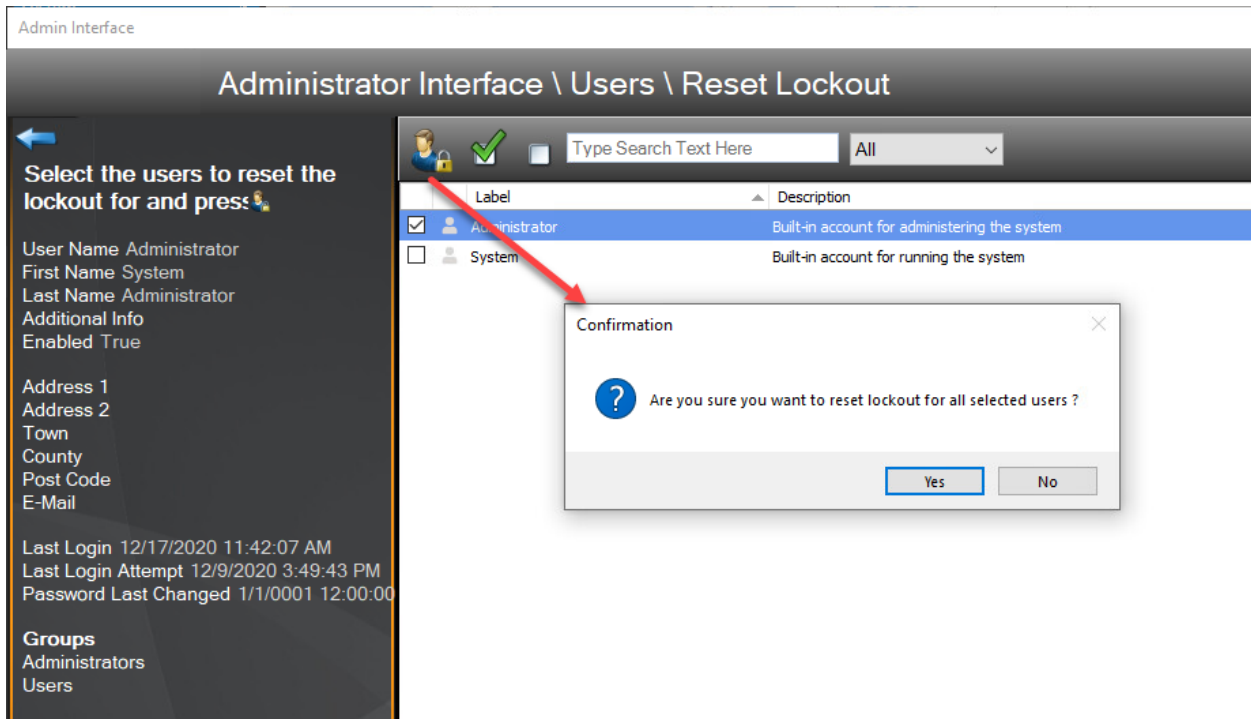 Admin Interface
Administrator Interface \ Users \ Reset Lockout
Select the users to reset the
lockout for and press
User Name Administrator
First Name System
Last Name Administrator
Additional Info
Enabled True
Address 1
Address 2
Town
County
Post Code
E-Mail
Last Login 12/17/2020 11:42:07 AM
Last Login Attempt 12/9/2020 3:49:43 PM
Password Last Changed 1/1/0001 12:00:00
Groups
Administrators
Users
Type Search Text Here
All
Label Description
Administrator Built-in account for administering the system
System Built-in account for running the system
Confirmation
Are you sure you want to reset lockout for all selected users ?
Yes No